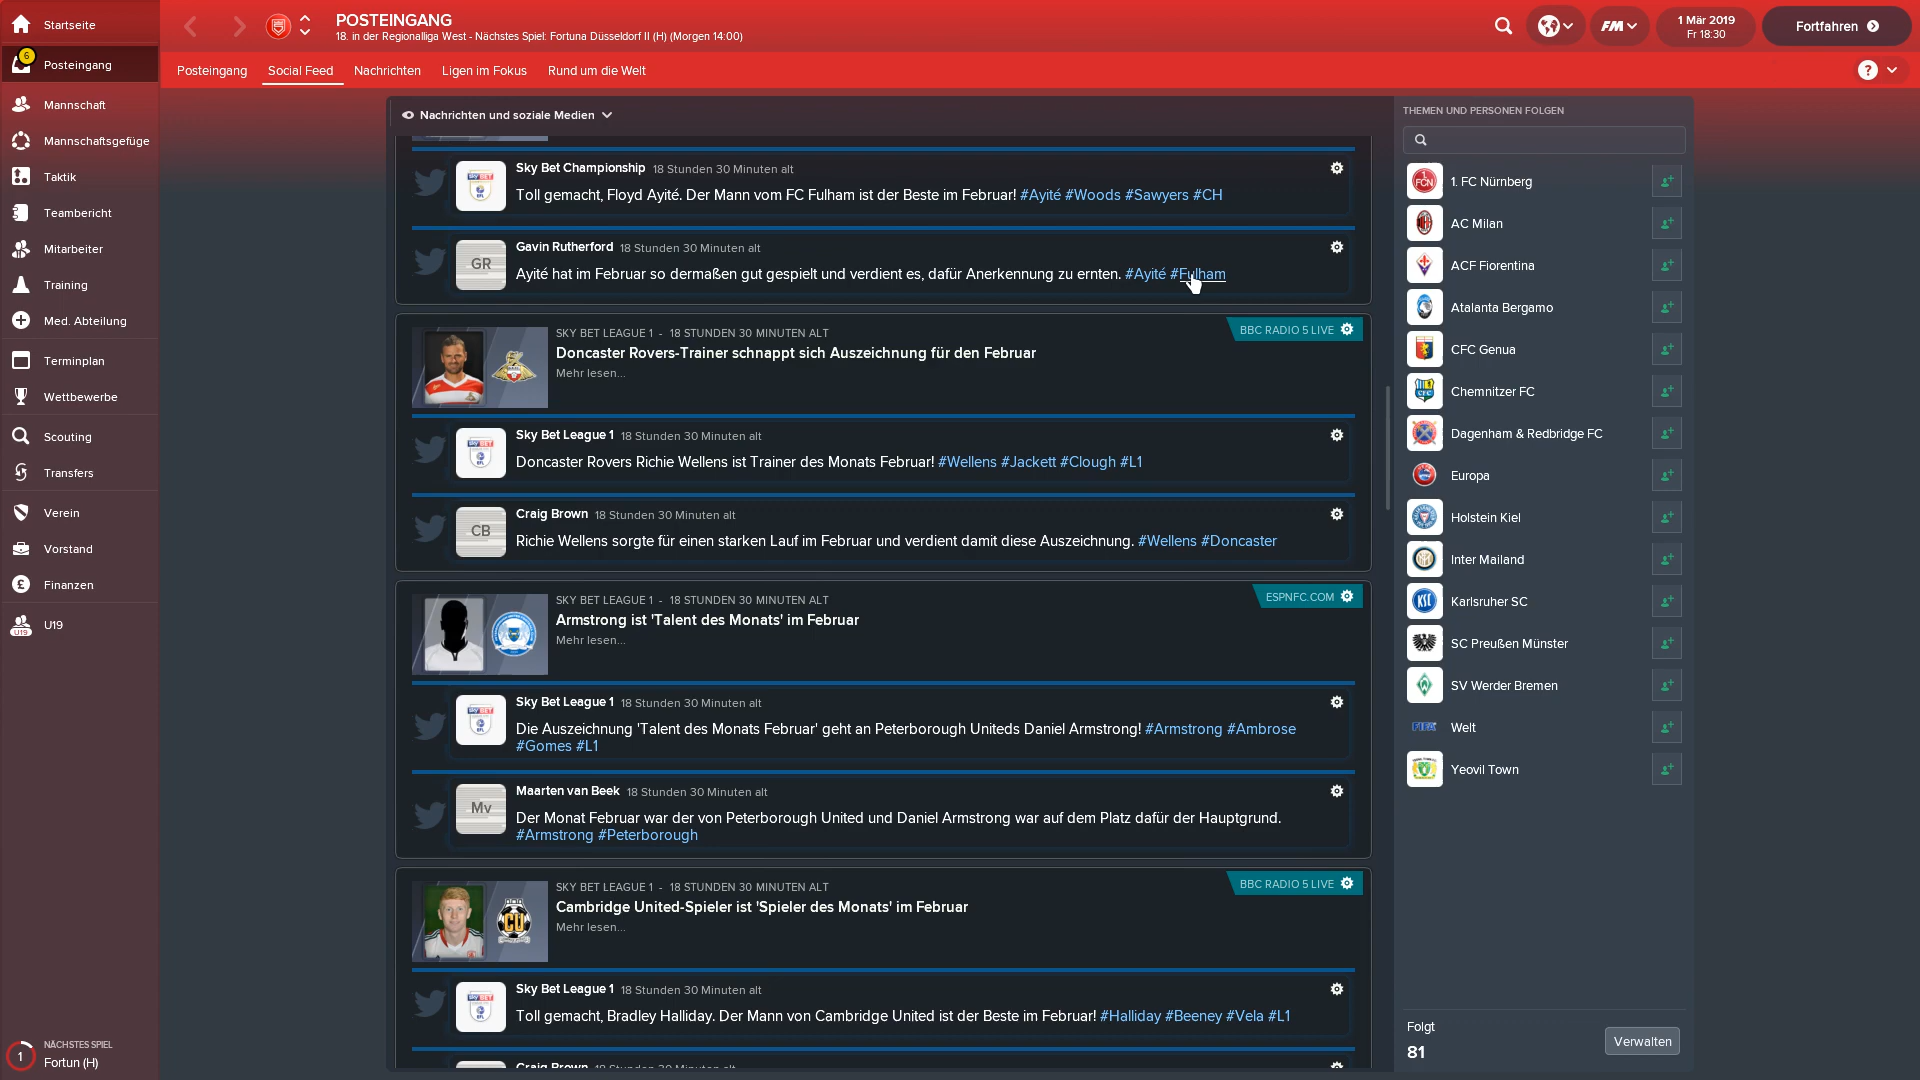 Startseite
6
Posteingang
Mannschaft
Mannschaftsgefüge
Taktik
Teambericht
Mitarbeiter
Training
Med. Abteilung
Terminplan
Wettbewerbe
Scouting
Transfers
Verein
Vorstand
Finanzen
U19
U19
1
NÄCHSTES SPIEL
Fortun (H)
POSTEINGANG
18. in der Regionalliga West - Nächstes Spiel: Fortuna Düsseldorf II (H) (Morgen 14:00)
FM
1 Mär 2019
Fr 18:30
Fortfahren
Posteingang
Social Feed
Nachrichten
Ligen im Fokus
Rund um die Welt
?
Nachrichten und soziale Medien
Sky Bet Championship 18 Stunden 30 Minuten alt
Toll gemacht, Floyd Ayité. Der Mann vom FC Fulham ist der Beste im Februar! #Ayité #Woods #Sawyers #CH
GR
Gavin Rutherford 18 Stunden 30 Minuten alt
Ayité hat im Februar so dermaßen gut gespielt und verdient es, dafür Anerkennung zu ernten. #Ayité #Fulham
SKY BET LEAGUE 1 - 18 STUNDEN 30 MINUTEN ALT
BBC RADIO 5 LIVE
Doncaster Rovers-Trainer schnappt sich Auszeichnung für den Februar
Mehr lesen...
Sky Bet League 1 18 Stunden 30 Minuten alt
Doncaster Rovers Richie Wellens ist Trainer des Monats Februar! #Wellens #Jackett #Clough #L1
CB
Craig Brown 18 Stunden 30 Minuten alt
Richie Wellens sorgte für einen starken Lauf im Februar und verdient damit diese Auszeichnung. #Wellens #Doncaster
SKY BET LEAGUE 1 - 18 STUNDEN 30 MINUTEN ALT
ESPNFC.COM
Armstrong ist 'Talent des Monats' im Februar
Mehr lesen...
Sky Bet League 1 18 Stunden 30 Minuten alt
Die Auszeichnung 'Talent des Monats Februar' geht an Peterborough Uniteds Daniel Armstrong! #Armstrong #Ambrose
#Gomes #L1
Mv
Maarten van Beek 18 Stunden 30 Minuten alt
Der Monat Februar war der von Peterborough United und Daniel Armstrong war auf dem Platz dafür der Hauptgrund.
#Armstrong #Peterborough
SKY BET LEAGUE 1 - 18 STUNDEN 30 MINUTEN ALT
BBC RADIO 5 LIVE
Cambridge United-Spieler ist 'Spieler des Monats' im Februar
Mehr lesen...
Sky Bet League 1 18 Stunden 30 Minuten alt
Toll gemacht, Bradley Halliday. Der Mann von Cambridge United ist der Beste im Februar! #Halliday #Beeney #Vela #L1
Craig Brown 18 Stunden 30 Minuten alt
THEMEN UND PERSONEN FOLGEN
1. FC Nürnberg
AC Milan
ACF Fiorentina
Atalanta Bergamo
CFC Genua
Chemnitzer FC
Dagenham & Redbridge FC
Europa
Holstein Kiel
Inter Mailand
Karlsruher SC
SC Preußen Münster
SV Werder Bremen
Welt
Yeovil Town
Folgt
81
Verwalten